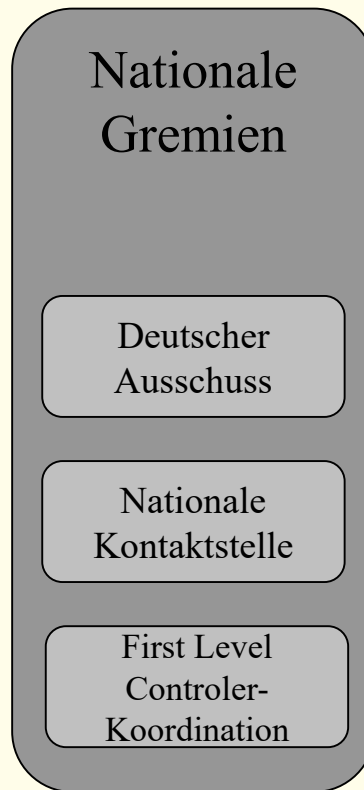 Nationale
Gremien
Deutscher
Ausschuss
Nationale
Kontaktstelle
First Level
Controler-
Koordination